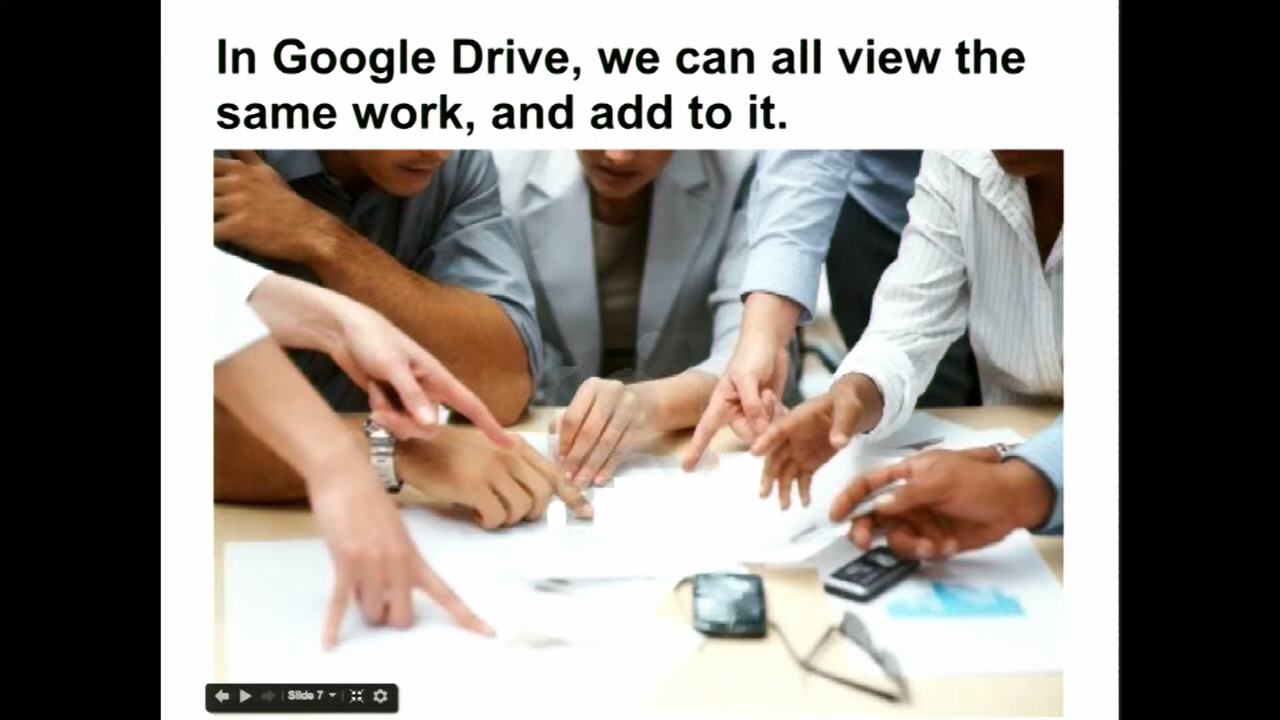 In Google Drive, we can all view the
same work, and add to it.
Slide 7